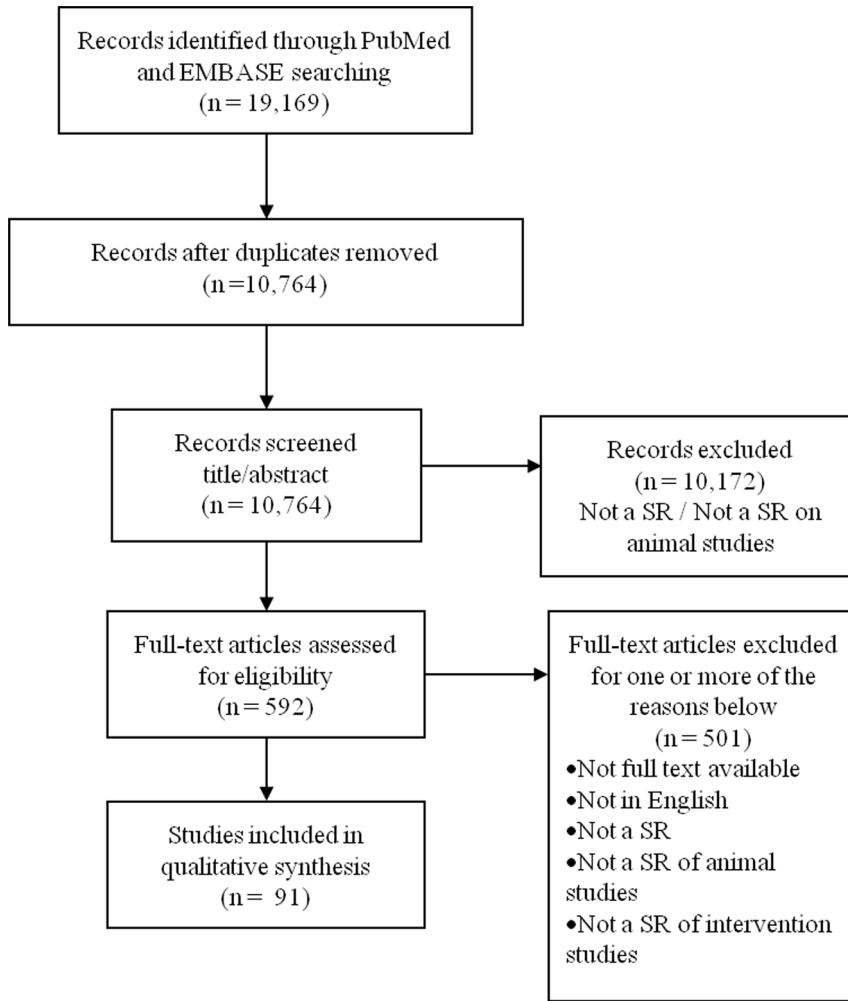 Records identified through PubMed
and EMBASE searching
(n = 19,169)
Records after duplicates removed
(n =10,764)
Records screened
title/abstract
(n = 10,764)
Records excluded
(n = 10,172)
Not a SR / Not a SR on
animal studies
Full-text articles assessed
for eligibility
(n = 592)
Full-text articles excluded
for one or more of the
reasons below
(n = 501)
•Not full text available
•Not in English
•Not a SR
•Not a SR of animal
studies
•Not a SR of intervention
studies
Studies included in
qualitative synthesis
(n = 91)